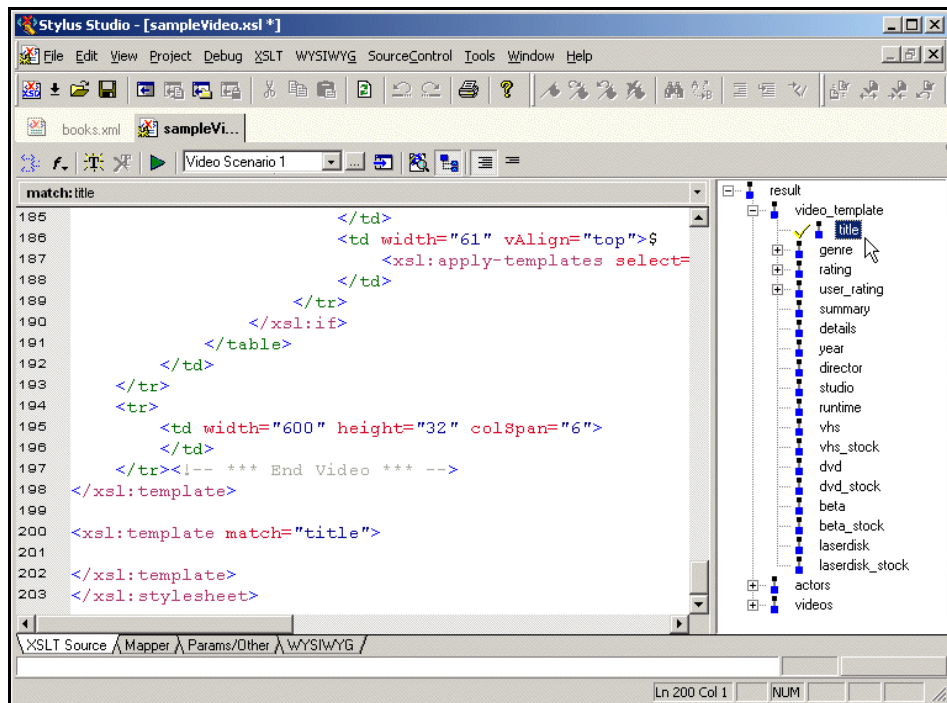 Stylus Studio - [sampleVideo.xsl *]
File Edit View Project Debug XSLT WYSIWYG SourceControl Tools Window Help
books.xml sampleVi...
Video Scenario 1
match: title
185 </td>
186 <td width="61" vAlign="top">$
187 <xsl:apply-templates select=
188 </td>
189 </tr>
190 </xsl:if>
191 </table>
192 </td>
193 </tr>
194 <tr>
195 <td width="600" height="32" colSpan="6">
196 </td>
197 </tr><!-- *** End Video *** -->
198 </xsl:template>
199
200 <xsl:template match="title">
201
202 </xsl:template>
203 </xsl:stylesheet>
result
video_template
title
genre
rating
user_rating
summary
details
year
director
studio
runtime
vhs
vhs_stock
dvd
dvd_stock
beta
beta_stock
laserdisk
laserdisk_stock
actors
videos
XSLT Source Mapper Params/Other WYSIWYG
Ln 200 Col 1 NUM